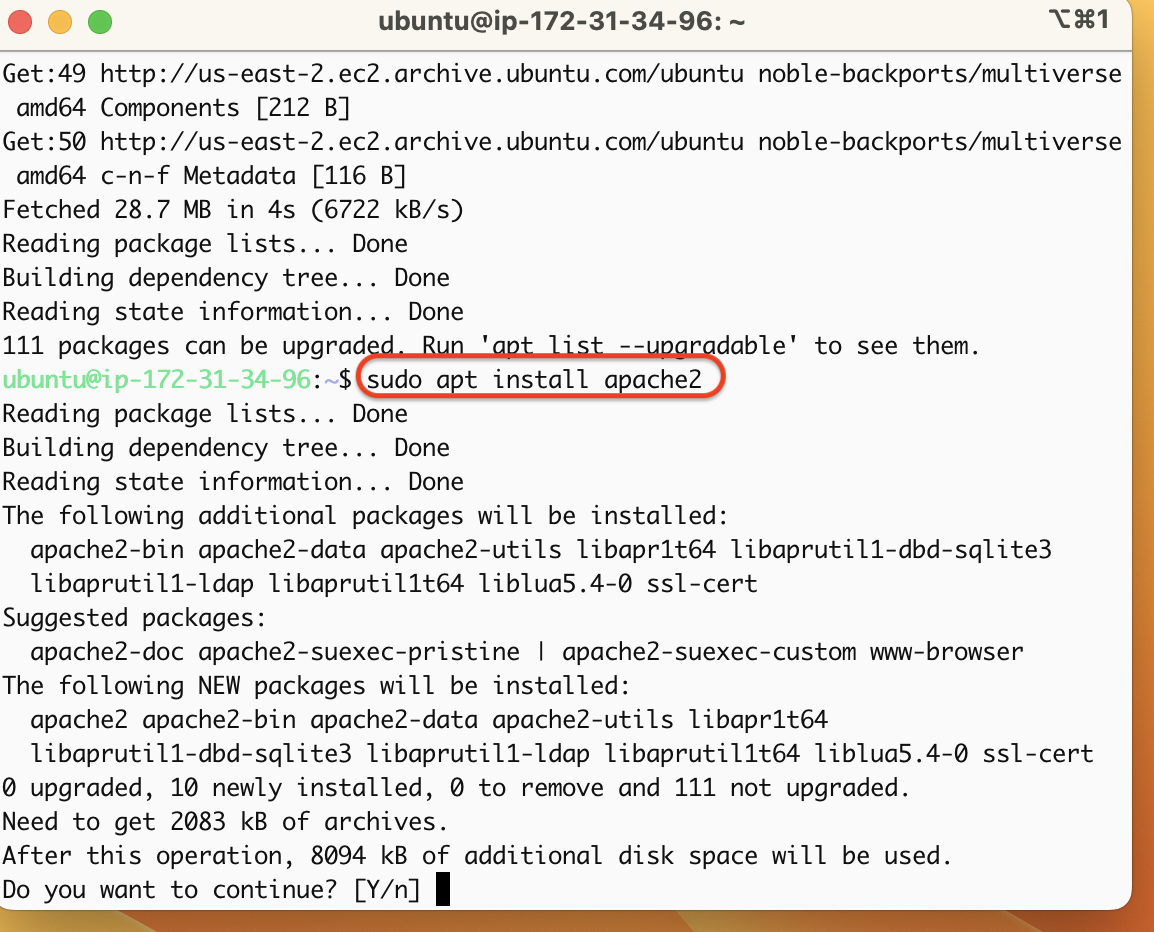 ubuntu@ip-172-31-34-96: ~
⌥⌘1
Get:49 http://us-east-2.ec2.archive.ubuntu.com/ubuntu noble-backports/multiverse
 amd64 Components [212 B]
Get:50 http://us-east-2.ec2.archive.ubuntu.com/ubuntu noble-backports/multiverse
 amd64 c-n-f Metadata [116 B]
Fetched 28.7 MB in 4s (6722 kB/s)
Reading package lists... Done
Building dependency tree... Done
Reading state information... Done
111 packages can be upgraded. Run 'apt list --upgradable' to see them.
ubuntu@ip-172-31-34-96:~$ sudo apt install apache2
Reading package lists... Done
Building dependency tree... Done
Reading state information... Done
The following additional packages will be installed:
  apache2-bin apache2-data apache2-utils libapr1t64 libaprutil1-dbd-sqlite3
  libaprutil1-ldap libaprutil1t64 liblua5.4-0 ssl-cert
Suggested packages:
  apache2-doc apache2-suexec-pristine | apache2-suexec-custom www-browser
The following NEW packages will be installed:
  apache2 apache2-bin apache2-data apache2-utils libapr1t64
  libaprutil1-dbd-sqlite3 libaprutil1-ldap libaprutil1t64 liblua5.4-0 ssl-cert
0 upgraded, 10 newly installed, 0 to remove and 111 not upgraded.
Need to get 2083 kB of archives.
After this operation, 8094 kB of additional disk space will be used.
Do you want to continue? [Y/n]